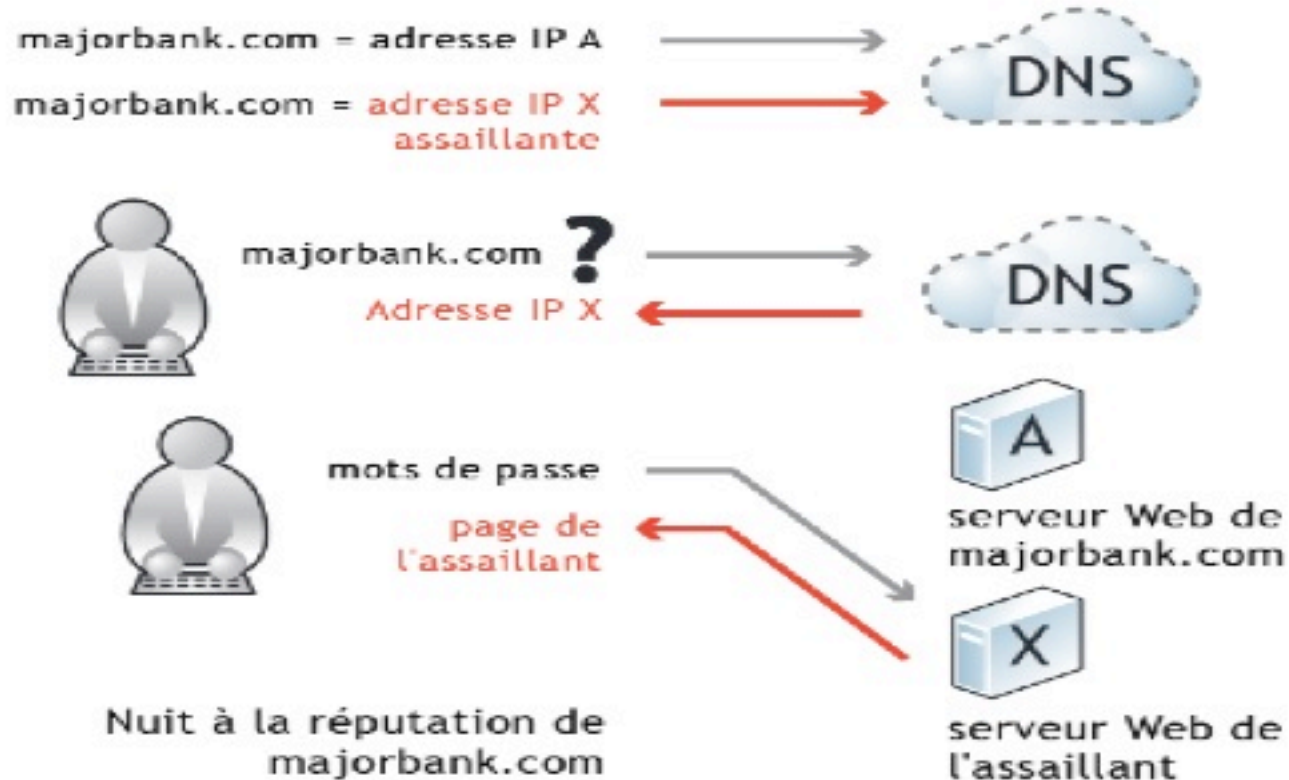 majorbank.com – adresse IP A
DNS
majorbank.com = adresse IP X
assaillante
majorbank.com ?
DNS
Adresse IP X
A
mots de passe
serveur Web de
majorbank.com
page de
l'assaillant
X
Nuit à la réputation de
majorbank.com
serveur Web de
l'assaillant